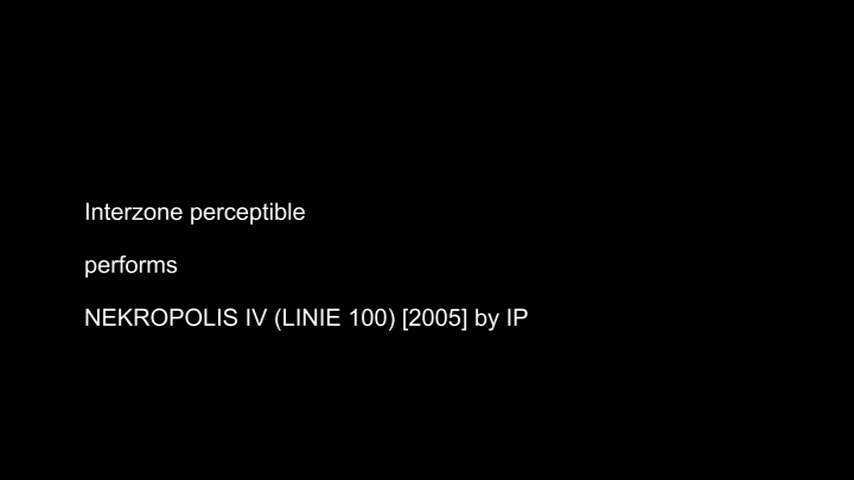 Interzone perceptible
performs
NEKROPOLIS IV (LINIE 100) [2005] by IP